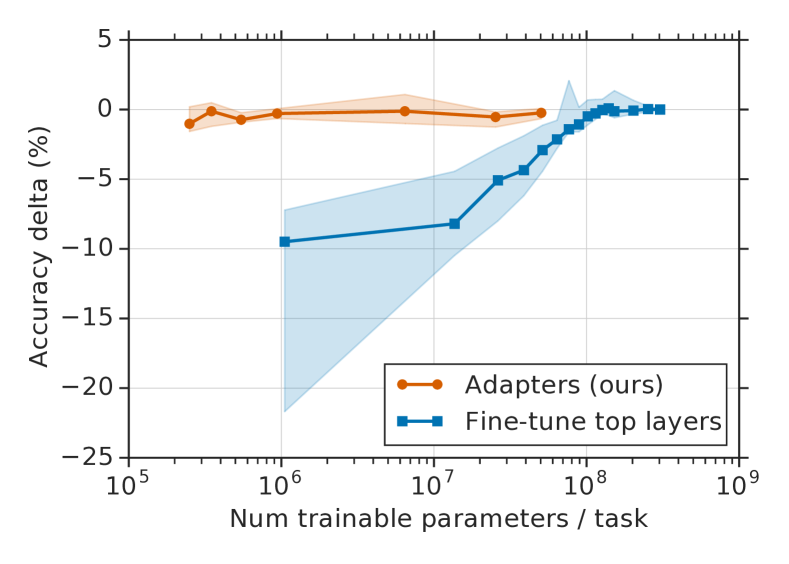 5
0
−5
−10
−15
−20
−25
Accuracy delta (%)
Adapters (ours)
Fine-tune top layers
10^5 10^6 10^7 10^8 10^9
Num trainable parameters / task